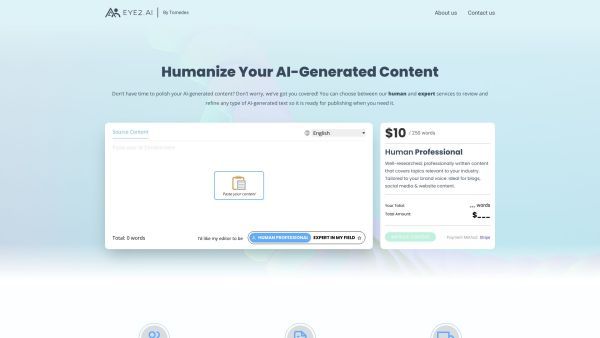 EYE2 AI | By Tomedes
About us
Contact us
Humanize Your AI-Generated Content
Don't have time to polish your AI-generated content? Don't worry, we've got you covered! You can choose between our human and expert services to review and
refine any type of AI-generated text so it is ready for publishing when you need it.
Source Content
English
Paste your AI Content here
Paste your content!
Total: 0 words
I'd like my editor to be
HUMAN PROFESSIONAL
EXPERT IN MY FIELD
$10 / 250 words
Human Professional
Well-researched, professionally written content
that covers topics relevant to your industry.
Tailored to your brand voice. Ideal for blogs,
social media & website content.
Your Total:
... words
Total Amount:
$___
Payment Method: Stripe